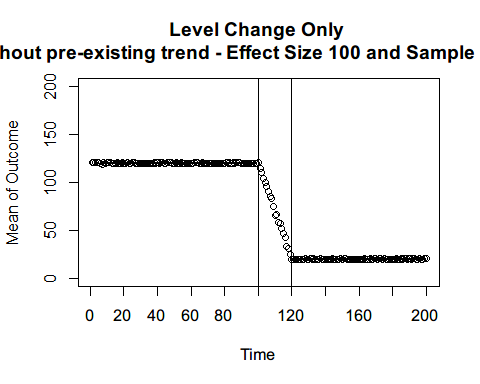 Level Change Only
hout pre-existing trend - Effect Size 100 and Sample
Mean of Outcome
200
150
100
50
0
0 20 40 60 80 120 160 200
Time